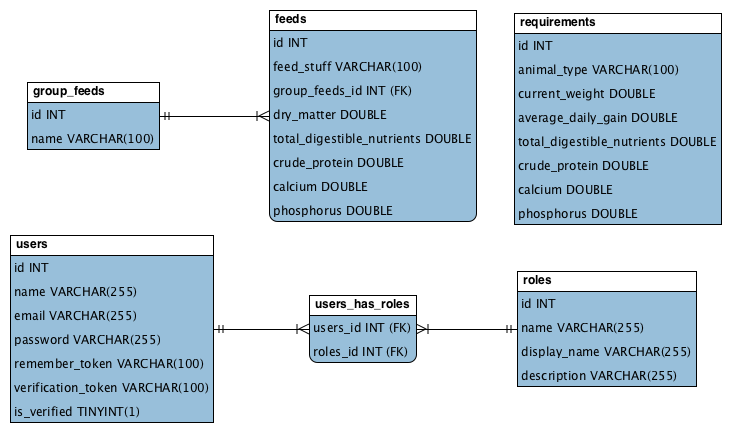 group_feeds
id INT
name VARCHAR(100)
feeds
id INT
feed_stuff VARCHAR(100)
group_feeds_id INT (FK)
dry_matter DOUBLE
total_digestible_nutrients DOUBLE
crude_protein DOUBLE
calcium DOUBLE
phosphorus DOUBLE
requirements
id INT
animal_type VARCHAR(100)
current_weight DOUBLE
average_daily_gain DOUBLE
total_digestible_nutrients DOUBLE
crude_protein DOUBLE
calcium DOUBLE
phosphorus DOUBLE
users
id INT
name VARCHAR(255)
email VARCHAR(255)
password VARCHAR(255)
remember_token VARCHAR(100)
verification_token VARCHAR(100)
is_verified TINYINT(1)
users_has_roles
users_id INT (FK)
roles_id INT (FK)
roles
id INT
name VARCHAR(255)
display_name VARCHAR(255)
description VARCHAR(255)